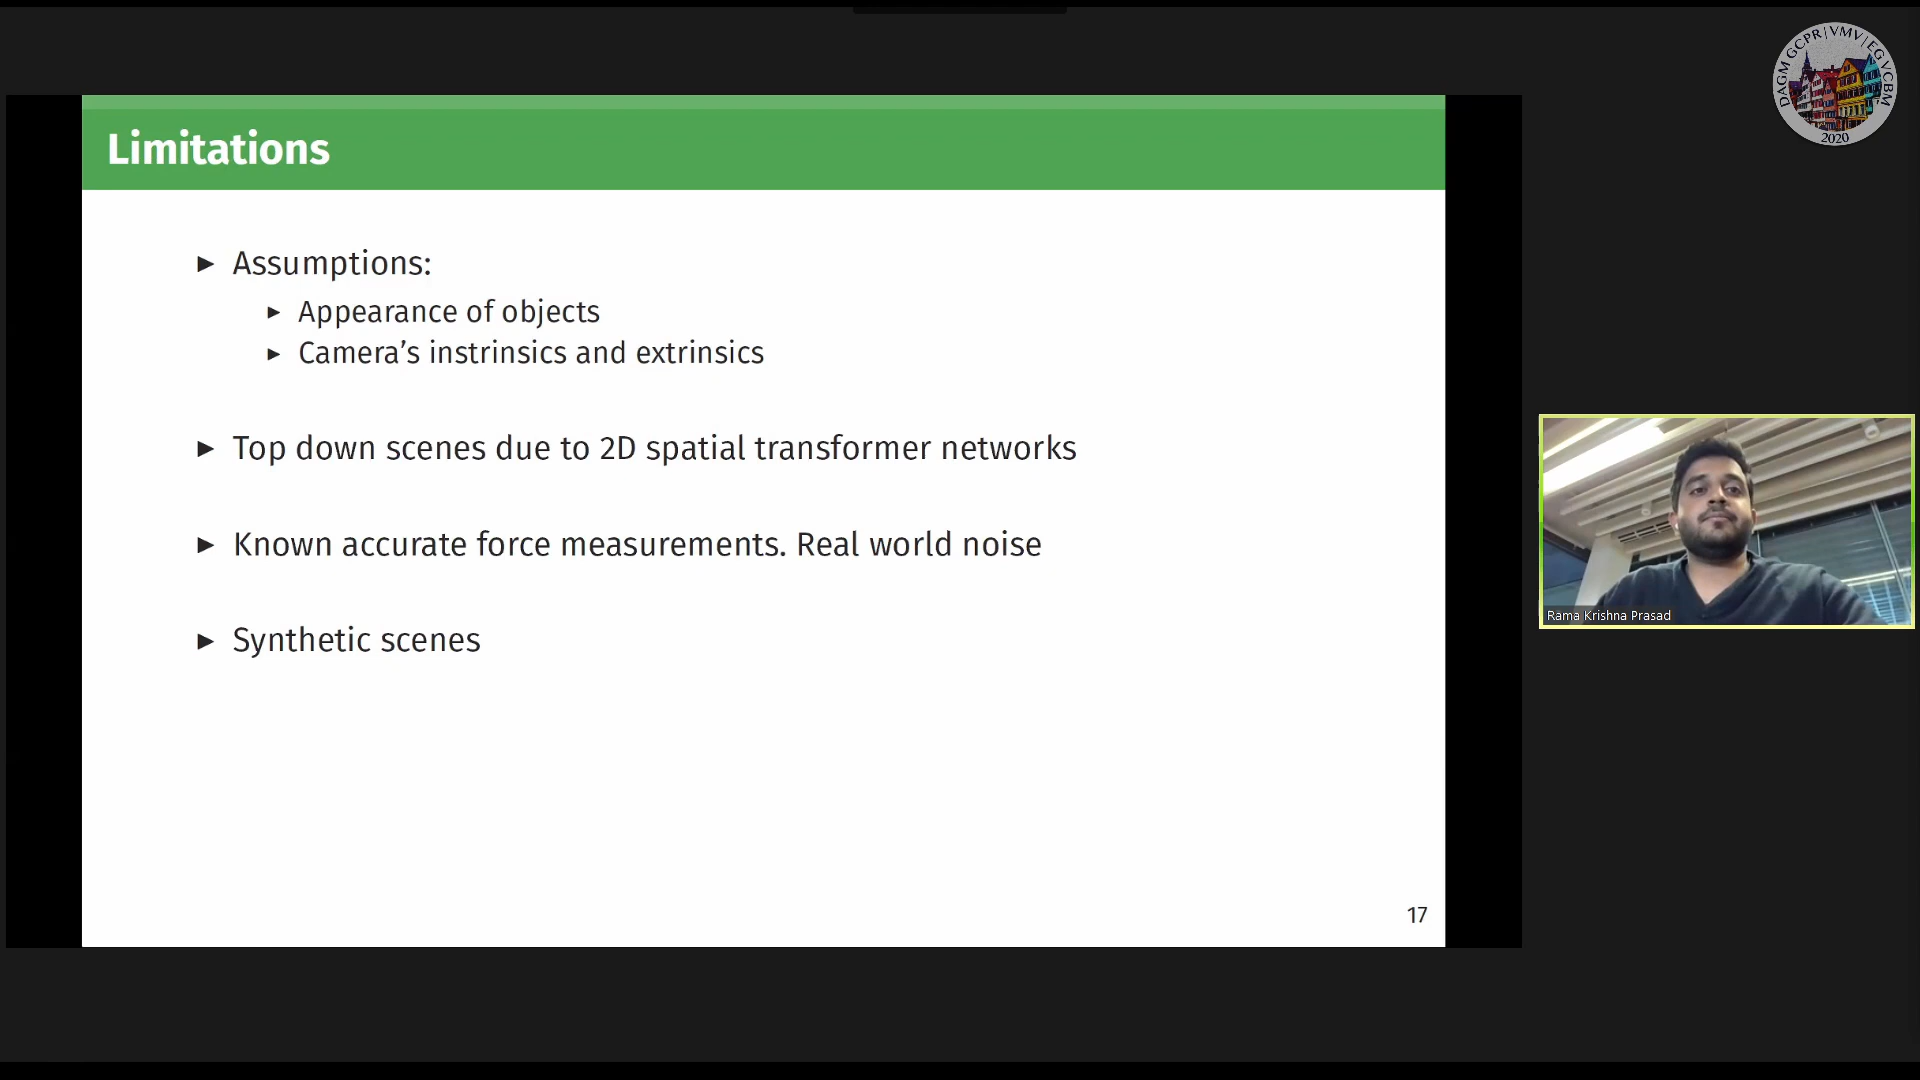 DAGM GCPR|VMV|EG VCBM
2020
Limitations
▶ Assumptions:
▶ Appearance of objects
▶ Camera’s instrinsics and extrinsics
▶ Top down scenes due to 2D spatial transformer networks
▶ Known accurate force measurements. Real world noise
▶ Synthetic scenes
17
Rama Krishna Prasad